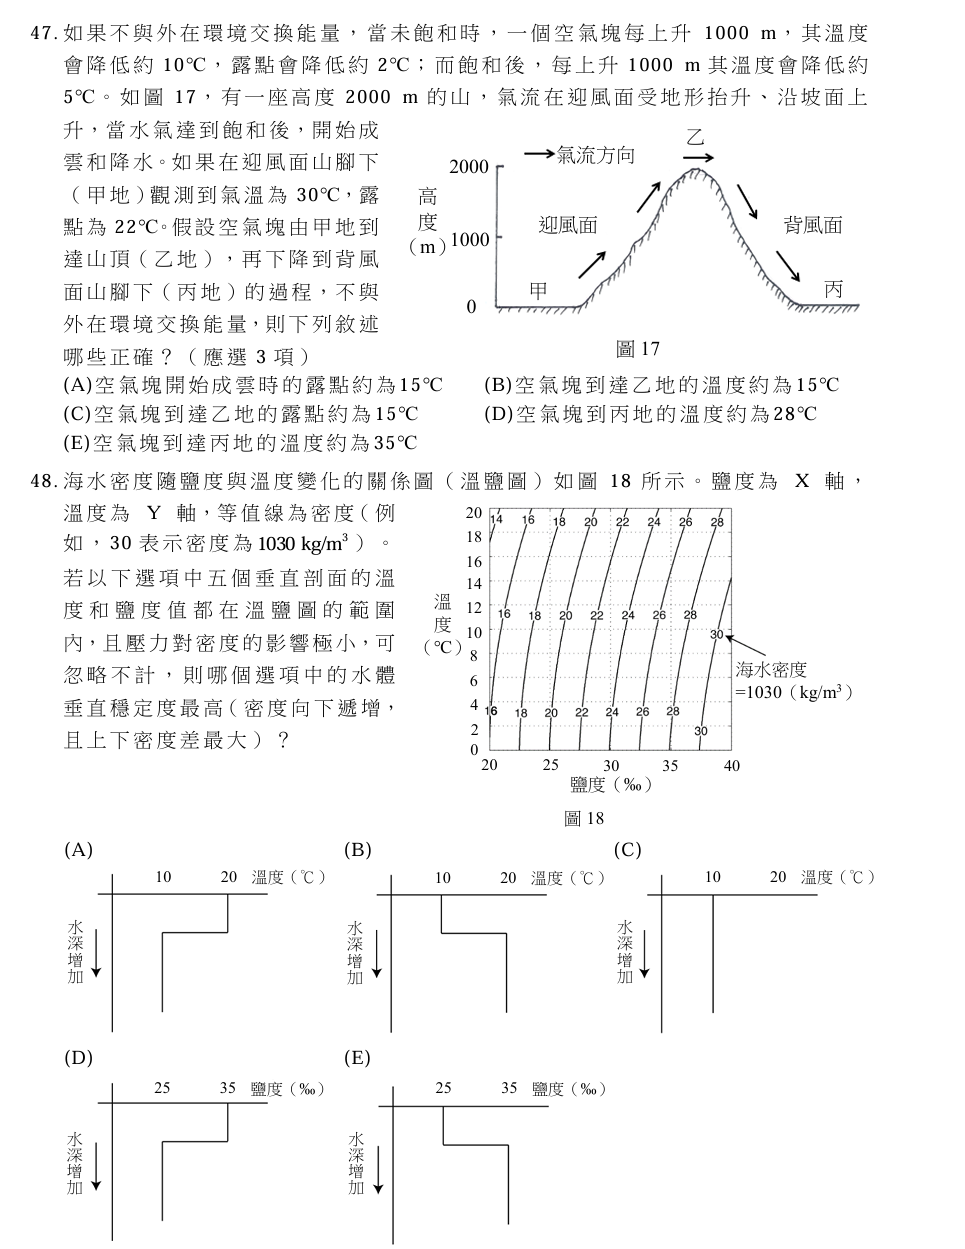 47.如果不與外在環境交換能量，當未飽和時，一個空氣塊每上升 1000 m，其溫度
會降低約 10℃，露點會降低約 2℃；而飽和後，每上升 1000 m 其溫度會降低約
5℃。如圖 17，有一座高度 2000 m 的山，氣流在迎風面受地形抬升、沿坡面上
升，當水氣達到飽和後，開始成
雲和降水。如果在迎風面山腳下
（甲地）觀測到氣溫為 30℃，露
點為 22℃。假設空氣塊由甲地到
達山頂（乙地），再下降到背風
面山腳下（丙地）的過程，不與
外在環境交換能量，則下列敘述
哪些正確？（應選 3 項）
乙
氣流方向
2000
高
度
（m）
1000
0
迎風面
背風面
甲
丙
圖 17
(A)空氣塊開始成雲時的露點約為15℃ (B)空氣塊到達乙地的溫度約為15℃
(C)空氣塊到達乙地的露點約為15℃ (D)空氣塊到丙地的溫度約為28℃
(E)空氣塊到達丙地的溫度約為35℃
48.海水密度隨鹽度與溫度變化的關係圖（溫鹽圖）如圖 18 所示。鹽度為 X 軸，
溫度為 Y 軸，等值線為密度（例
如，30 表示密度為1030 kg/m³）。
若以下選項中五個垂直剖面的溫
度和鹽度值都在溫鹽圖的範圍
內，且壓力對密度的影響極小，可
忽略不計，則哪個選項中的水體
垂直穩定度最高（密度向下遞增，
且上下密度差最大）？
20
18
16
14
12
10
8
6
4
2
0
溫
度
（℃）
14 16 18 20 22 24 26 28
16 18 20 22 24 26 28
30
16 18 20 22 24 26 28
30
海水密度
=1030（kg/m³）
20 25 30 35 40
鹽度（‰）
圖 18
(A) (B) (C)
10 20 溫度（℃） 10 20 溫度（℃） 10 20 溫度（℃）
水深增加 水深增加 水深增加
(D) (E)
25 35 鹽度（‰） 25 35 鹽度（‰）
水深增加 水深增加